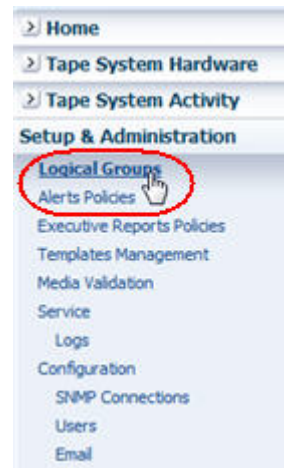 Home
Tape System Hardware
Tape System Activity
Setup & Administration
Logical Groups
Alerts Policies
Executive Reports Policies
Templates Management
Media Validation
Service
Logs
Configuration
SNMP Connections
Users
Email